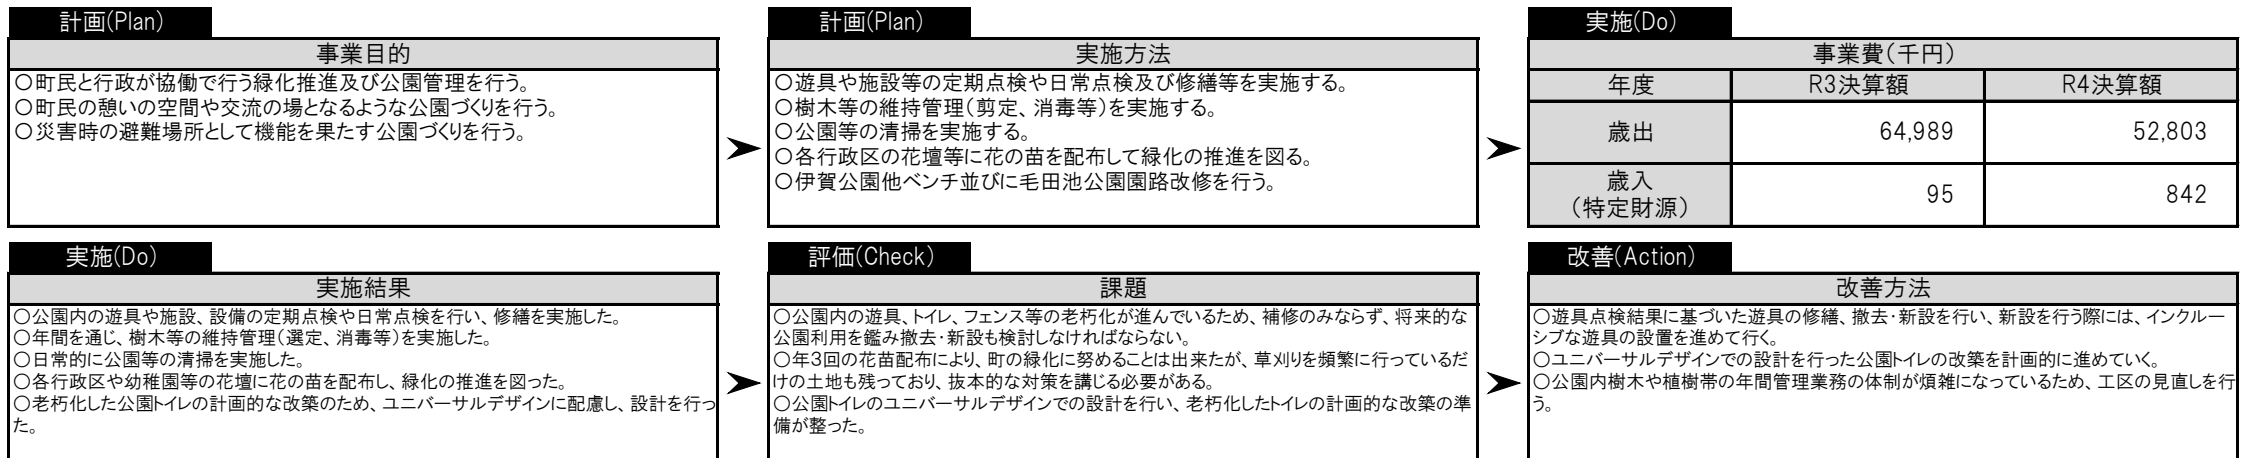 計画(Plan)
事業目的
○町民と行政が協働で行う緑化推進及び公園管理を行う。
○町民の憩いの空間や交流の場となるような公園づくりを行う。
○災害時の避難場所として機能を果たす公園づくりを行う。
計画(Plan)
実施方法
○遊具や施設等の定期点検や日常点検及び修繕等を実施する。
○樹木等の維持管理(剪定、消毒等)を実施する。
○公園等の清掃を実施する。
○各行政区の花壇等に花の苗を配布して緑化の推進を図る。
○伊賀公園他ベンチ並びに毛田池公園園路改修を行う。
実施(Do)
事業費(千円)
年度 R3決算額 R4決算額
歳出 64,989 52,803
歳入
(特定財源) 95 842
実施(Do)
実施結果
○公園内の遊具や施設、設備の定期点検や日常点検を行い、修繕を実施した。
○年間を通じ、樹木等の維持管理(選定、消毒等)を実施した。
○日常的に公園等の清掃を実施した。
○各行政区や幼稚園等の花壇に花の苗を配布し、緑化の推進を図った。
○老朽化した公園トイレの計画的な改築のため、ユニバーサルデザインに配慮し、設計を行っ
た。
評価(Check)
課題
○公園内の遊具、トイレ、フェンス等の老朽化が進んでいるため、補修のみならず、将来的な
公園利用を鑑み撤去・新設も検討しなければならない。
○年3回の花苗配布により、町の緑化に努めることは出来たが、草刈りを頻繁に行っているだ
けの土地も残っており、抜本的な対策を講じる必要がある。
○公園トイレのユニバーサルデザインでの設計を行い、老朽化したトイレの計画的な改築の準
備が整った。
改善(Action)
改善方法
○遊具点検結果に基づいた遊具の修繕、撤去・新設を行い、新設を行う際には、インクルー
シブな遊具の設置を進めて行く。
○ユニバーサルデザインでの設計を行った公園トイレの改築を計画的に進めていく。
○公園内樹木や植樹帯の年間管理業務の体制が煩雑になっているため、工区の見直しを行
う。